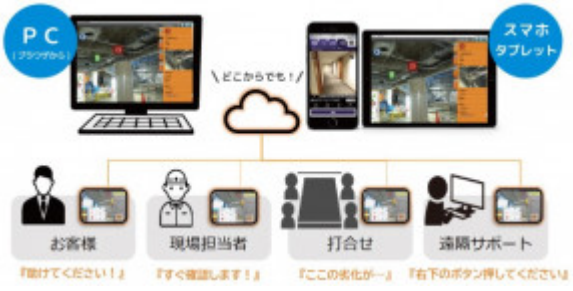 PC
(ブラウザから)
スマホ
タブレット
\どこからでも!/
お客様
現場担当者
打合せ
遠隔サポート
『助けてください!』
『すぐ確認します!』
『ここの劣化が…』
『右下のボタン押してください』